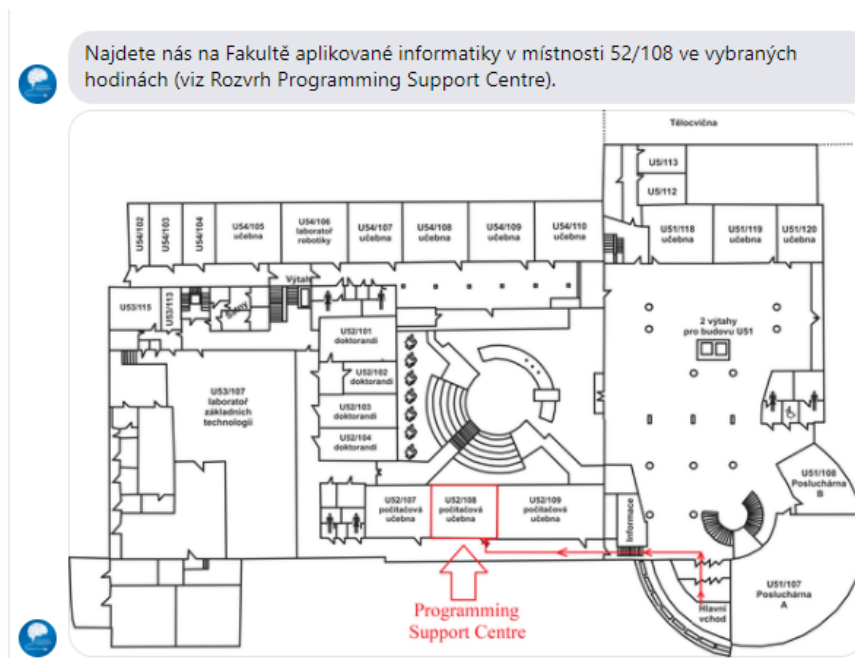 Najdete nás na Fakultě aplikované informatiky v místnosti 52/108 ve vybraných
hodinách (viz Rozvrh Programming Support Centre).
Tělocvična
U5/113
U5/112
U54/102
U54/103
U54/104
U54/105
učebna
U54/106
laboratoř
robotiky
U54/107
učebna
U54/108
učebna
U54/109
učebna
U54/110
učebna
U51/118
učebna
U51/119
učebna
U51/120
učebna
Výtah
U53/115
U53/113
U52/101
doktorandi
U52/102
doktorandi
U52/103
doktorandi
U52/104
doktorandi
U53/107
laboratoř
základních
technologií
2 výtahy
pro budovu U51
U51/108
Posluchárna
B
U52/107
počítačová
učebna
U52/108
počítačová
učebna
U52/109
počítačová
učebna
Informace
U51/107
Posluchárna
A
Hlavní
vchod
Programming
Support Centre